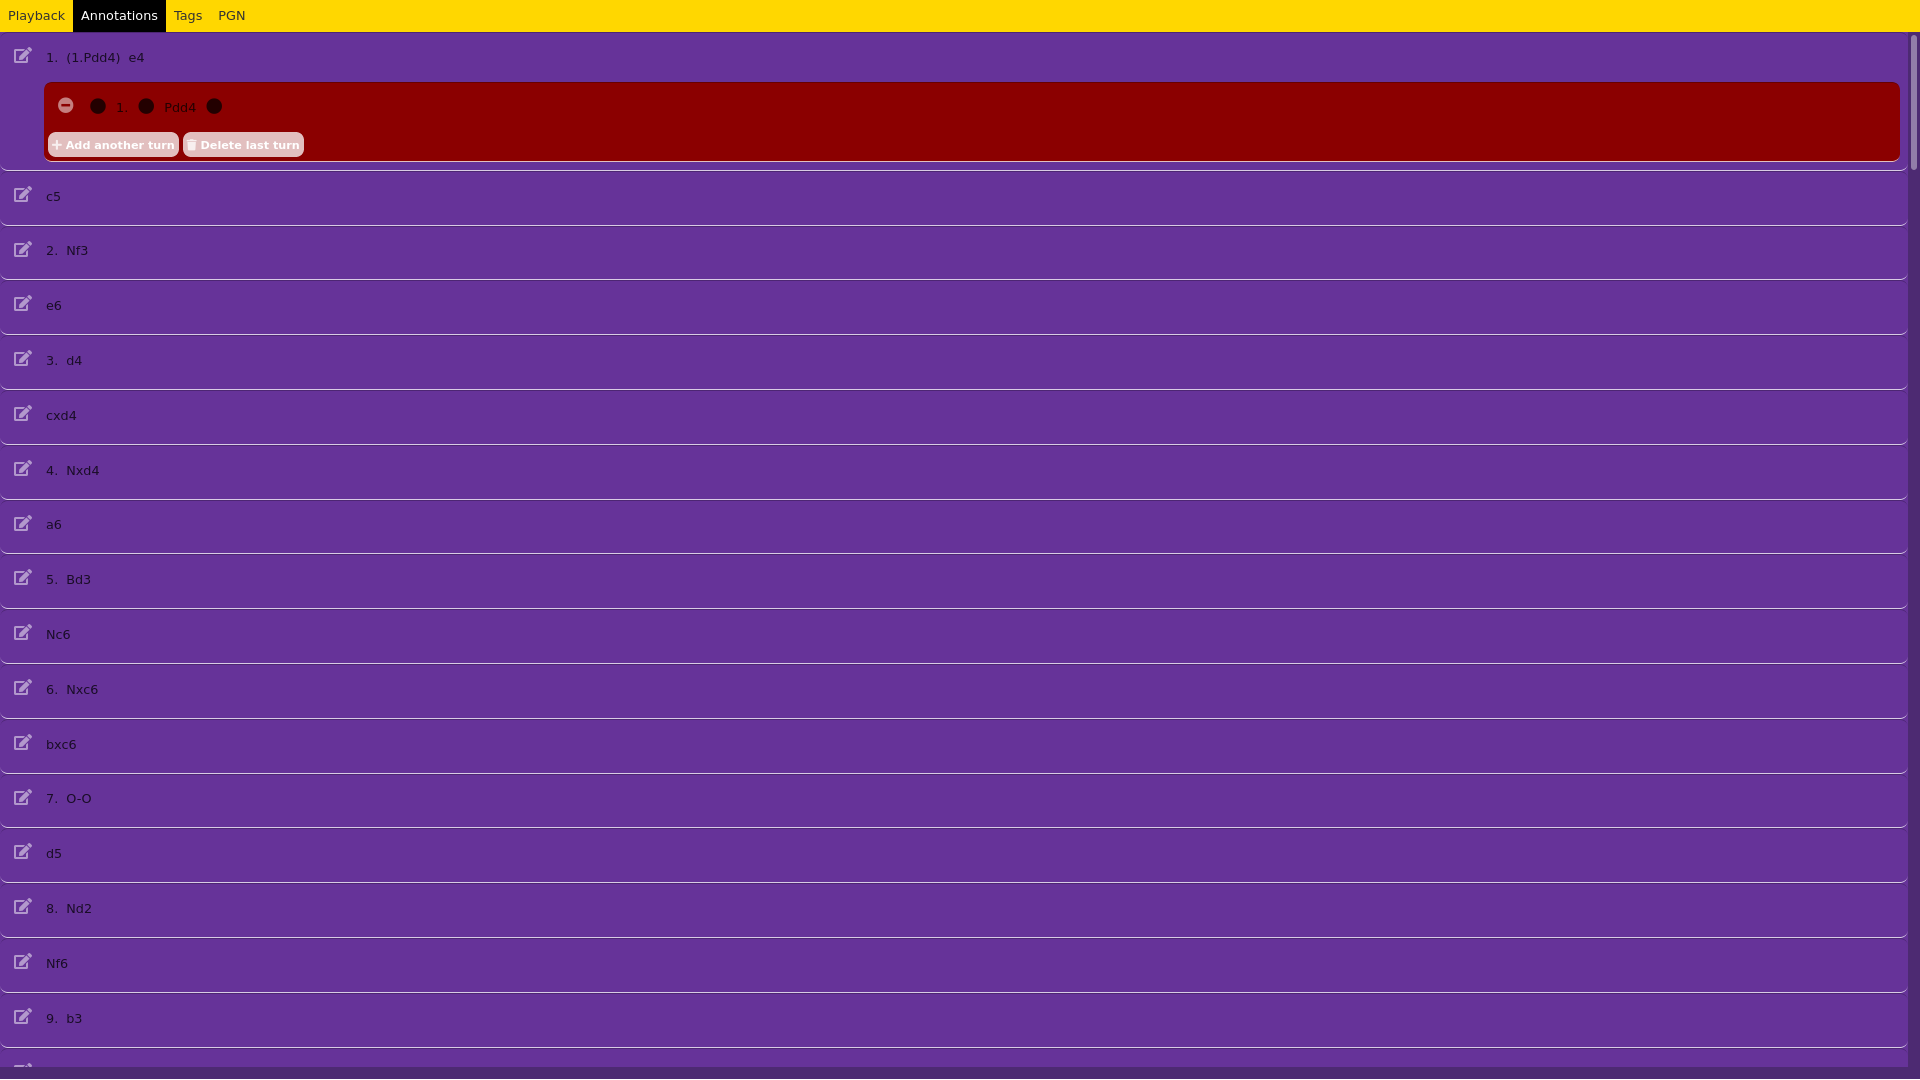 Playback Annotations Tags PGN
1. (1.Pdd4) e4
1. Pdd4
Add another turn Delete last turn
c5
2. Nf3
e6
3. d4
cxd4
4. Nxd4
a6
5. Bd3
Nc6
6. Nxc6
bxc6
7. O-O
d5
8. Nd2
Nf6
9. b3